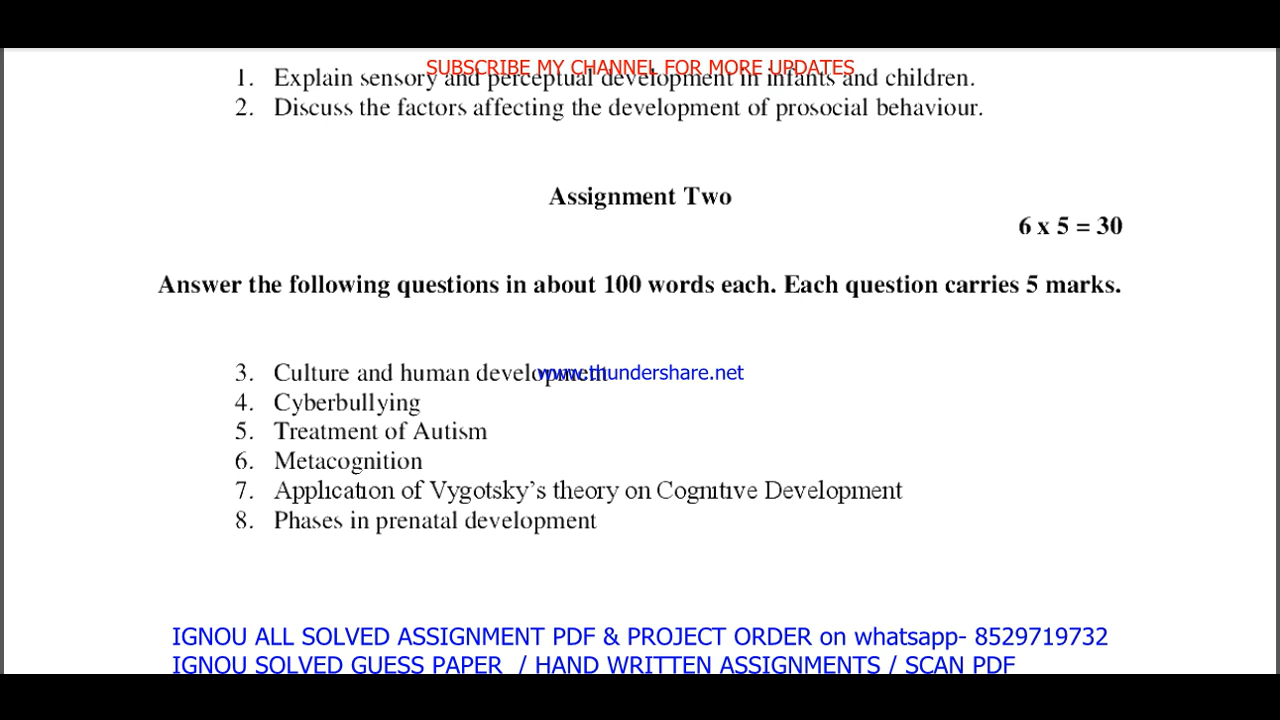 SUBSCRIBE MY CHANNEL FOR MORE UPDATES
1. Explain sensory and perceptual development in infants and children.
2. Discuss the factors affecting the development of prosocial behaviour.
Assignment Two
6 x 5 = 30
Answer the following questions in about 100 words each. Each question carries 5 marks.
3. Culture and human development
www.thundershare.net
4. Cyberbullying
5. Treatment of Autism
6. Metacognition
7. Application of Vygotsky’s theory on Cognitive Development
8. Phases in prenatal development
IGNOU ALL SOLVED ASSIGNMENT PDF & PROJECT ORDER on whatsapp- 8529719732
IGNOU SOLVED GUESS PAPER / HAND WRITTEN ASSIGNMENTS / SCAN PDF